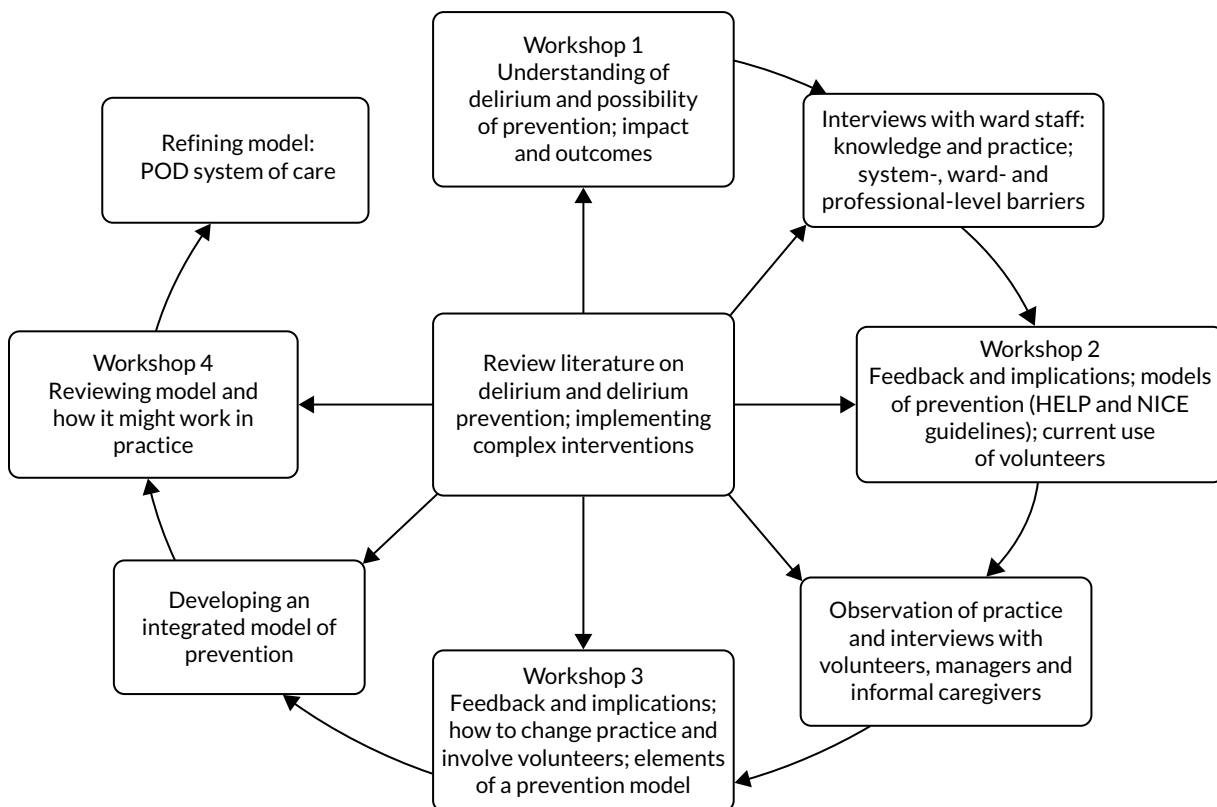 Workshop 1
Understanding of
delirium and possibility
of prevention; impact
and outcomes
Interviews with ward staff:
knowledge and practice;
system-, ward- and
professional-level barriers
Workshop 2
Feedback and implications; models
of prevention (HELP and NICE
guidelines); current use
of volunteers
Observation of practice
and interviews with
volunteers, managers and
informal caregivers
Workshop 3
Feedback and implications;
how to change practice and
involve volunteers; elements
of a prevention model
Developing an
integrated model of
prevention
Workshop 4
Reviewing model and
how it might work in
practice
Refining model:
POD system of care
Review literature on
delirium and delirium
prevention; implementing
complex interventions